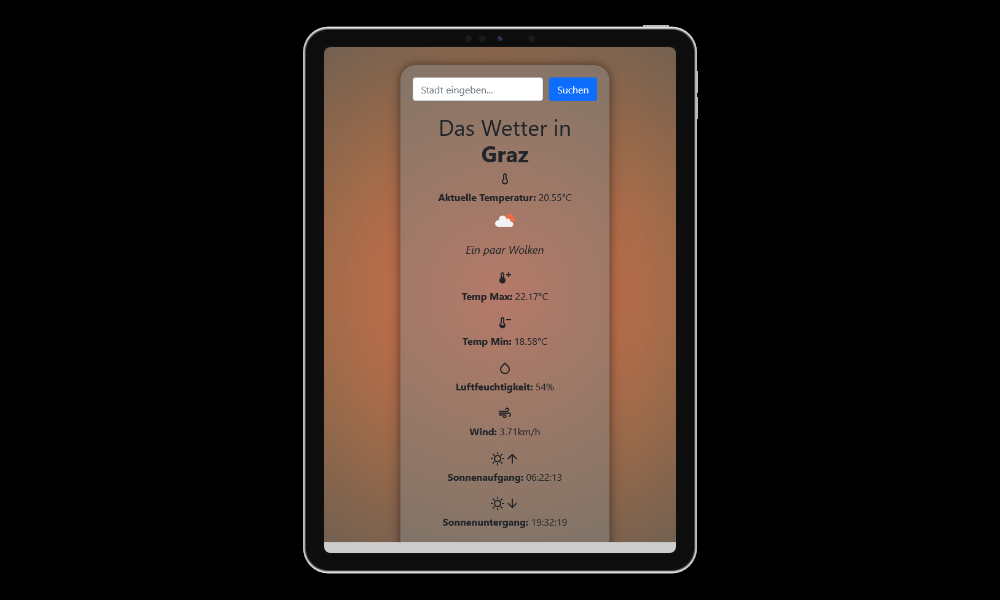 Stadt eingeben...
Suchen
Das Wetter in
Graz
Aktuelle Temperatur: 20.55°C
Ein paar Wolken
Temp Max: 22.17°C
Temp Min: 18.58°C
Luftfeuchtigkeit: 54%
Wind: 3.71km/h
Sonnenaufgang: 06:22:13
Sonnenuntergang: 19:32:19